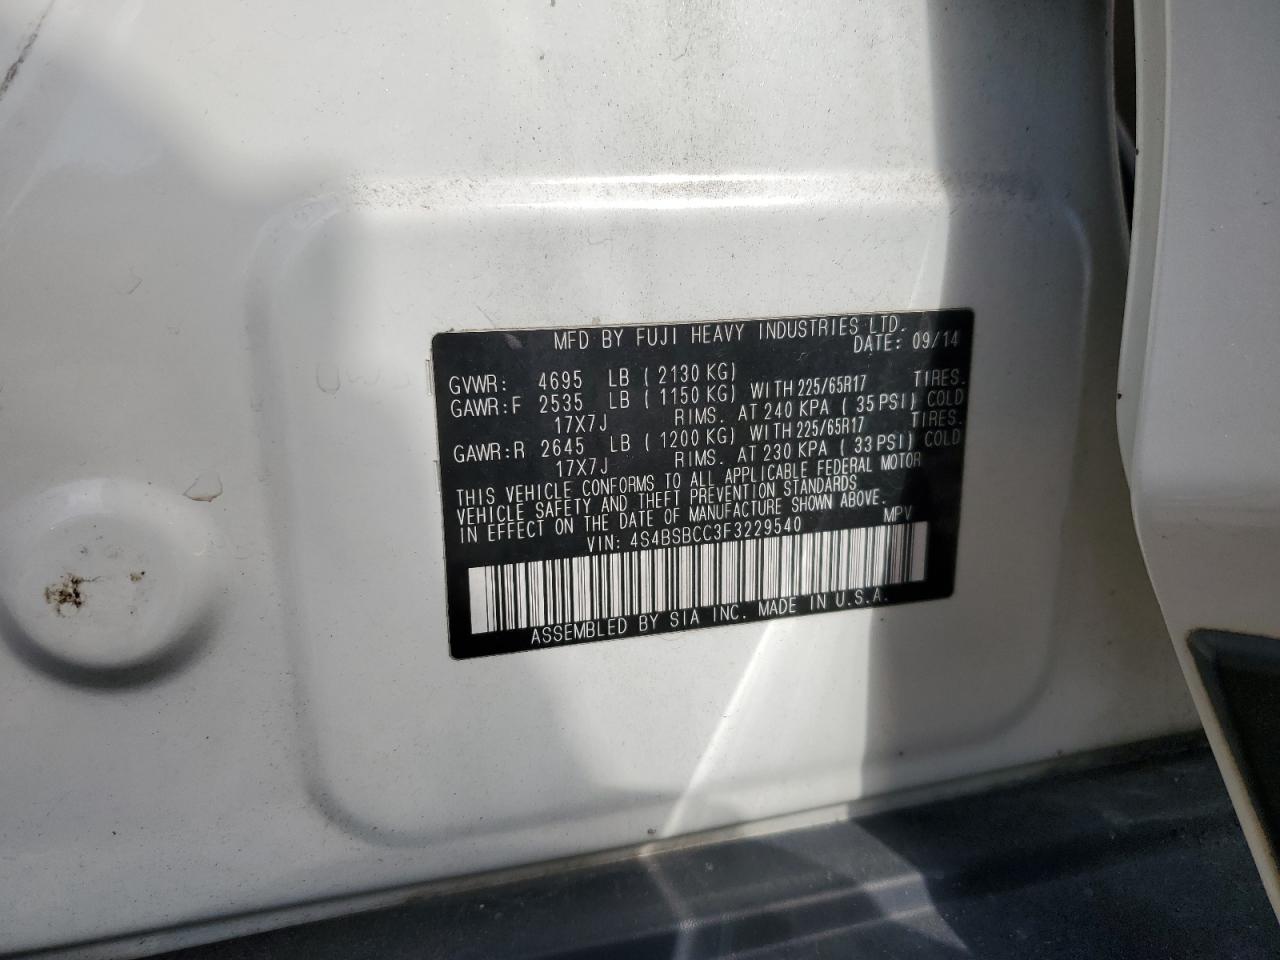 MFD BY FUJI HEAVY INDUSTRIES LTD.
DATE: 09/14
GVWR: 4695 LB ( 2130 KG)
GAWR:F 2535 LB ( 1150 KG) WITH 225/65R17 TIRES.
17X7J RIMS. AT 240 KPA ( 35 PSI) COLD
GAWR:R 2645 LB ( 1200 KG) WITH 225/65R17 TIRES.
17X7J RIMS. AT 230 KPA ( 33 PSI) COLD
THIS VEHICLE CONFORMS TO ALL APPLICABLE FEDERAL MOTOR
VEHICLE SAFETY AND THEFT PREVENTION STANDARDS
IN EFFECT ON THE DATE OF MANUFACTURE SHOWN ABOVE.
VIN: 4S4BSBCC3F3229540 MPV
ASSEMBLED BY SIA INC. MADE IN U.S.A.